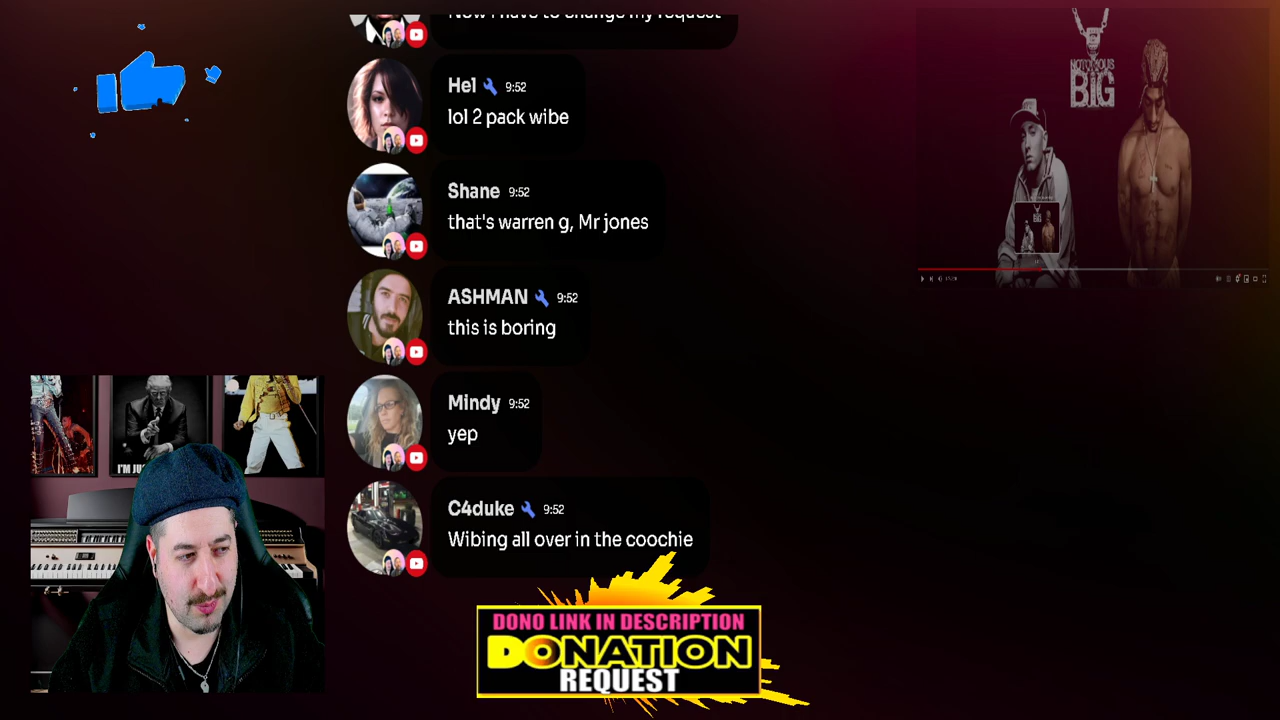 Now I have to change my request
Hel 9:52
lol 2 pack wibe
Shane 9:52
that's warren g, Mr jones
ASHMAN 9:52
this is boring
Mindy 9:52
yep
C4duke 9:52
Wibing all over in the coochie
NOTORIOUS
BIG
I'M JU
DONO LINK IN DESCRIPTION
DONATION
REQUEST